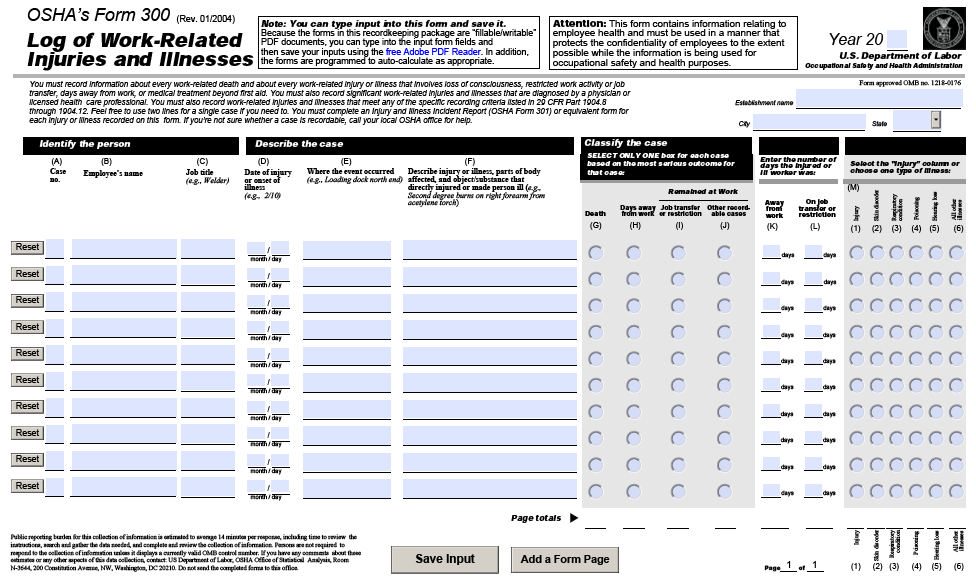 OSHA's Form 300 (Rev. 01/2004)
Log of Work-Related
Injuries and Illnesses
Note: You can type input into this form and save it.
Because the forms in this recordkeeping package are "fillable/writable"
PDF documents, you can type into the input form fields and
then save your inputs using the free Adobe PDF Reader. In addition,
the forms are programmed to auto-calculate as appropriate.
Attention: This form contains information relating to
employee health and must be used in a manner that
protects the confidentiality of employees to the extent
possible while the information is being used for
occupational safety and health purposes.
Year 20
U.S. Department of Labor
Occupational Safety and Health Administration
You must record information about every work-related death and about every work-related injury or illness that involves loss of consciousness, restricted work activity or job
transfer, days away from work, or medical treatment beyond first aid. You must also record significant work-related injuries and illnesses that are diagnosed by a physician or
licensed health care professional. You must also record work-related injuries and illnesses that meet any of the specific recording criteria listed in 29 CFR Part 1904.8
through 1904.12. Feel free to use two lines for a single case if you need to. You must complete an Injury and Illness Incident Report (OSHA Form 301) or equivalent form for
each injury or illness recorded on this form. If you're not sure whether a case is recordable, call your local OSHA office for help.
Form approved OMB no. 1218-0176
Establishment name
City State
Identify the person
(A) (B) (C)
Case Employee's name Job title
no. (e.g., Welder)
Describe the case
(D) (E) (F)
Date of injury Where the event occurred Describe injury or illness, parts of body
or onset of (e.g., Loading dock north end) affected, and object/substance that
illness directly injured or made person ill (e.g.,
(e.g., 2/10) Second degree burns on right forearm from
acetylene torch)
Classify the case
SELECT ONLY ONE box for each case
based on the most serious outcome for
that case:
Remained at Work
Death Days away from work Job transfer or restriction Other record-able cases
(G) (H) (I) (J)
Enter the number of
days the injured or
ill worker was:
Away from work On job transfer or restriction
(K) (L)
Select the "Injury" column or
choose one type of illness:
(M)
Injury Skin disorder Respiratory condition Poisoning Hearing loss All other illnesses
(1) (2) (3) (4) (5) (6)
Reset / month / day days days
Reset / month / day days days
Reset / month / day days days
Reset / month / day days days
Reset / month / day days days
Reset / month / day days days
Reset / month / day days days
Reset / month / day days days
Reset / month / day days days
Reset / month / day days days
Page totals
Public reporting burden for this collection of information is estimated to average 14 minutes per response, including time to review the
instructions, search and gather the data needed, and complete and review the collection of information. Persons are not required to
respond to the collection of information unless it displays a currently valid OMB control number. If you have any comments about these
estimates or any other aspects of this data collection, contact: US Department of Labor, OSHA Office of Statistical Analysis, Room
N-3644, 200 Constitution Avenue, NW, Washington, DC 20210. Do not send the completed forms to this office.
Save Input Add a Form Page
Page 1 of 1
Injury Skin disorder Respiratory condition Poisoning Hearing loss All other illnesses
(1) (2) (3) (4) (5) (6)